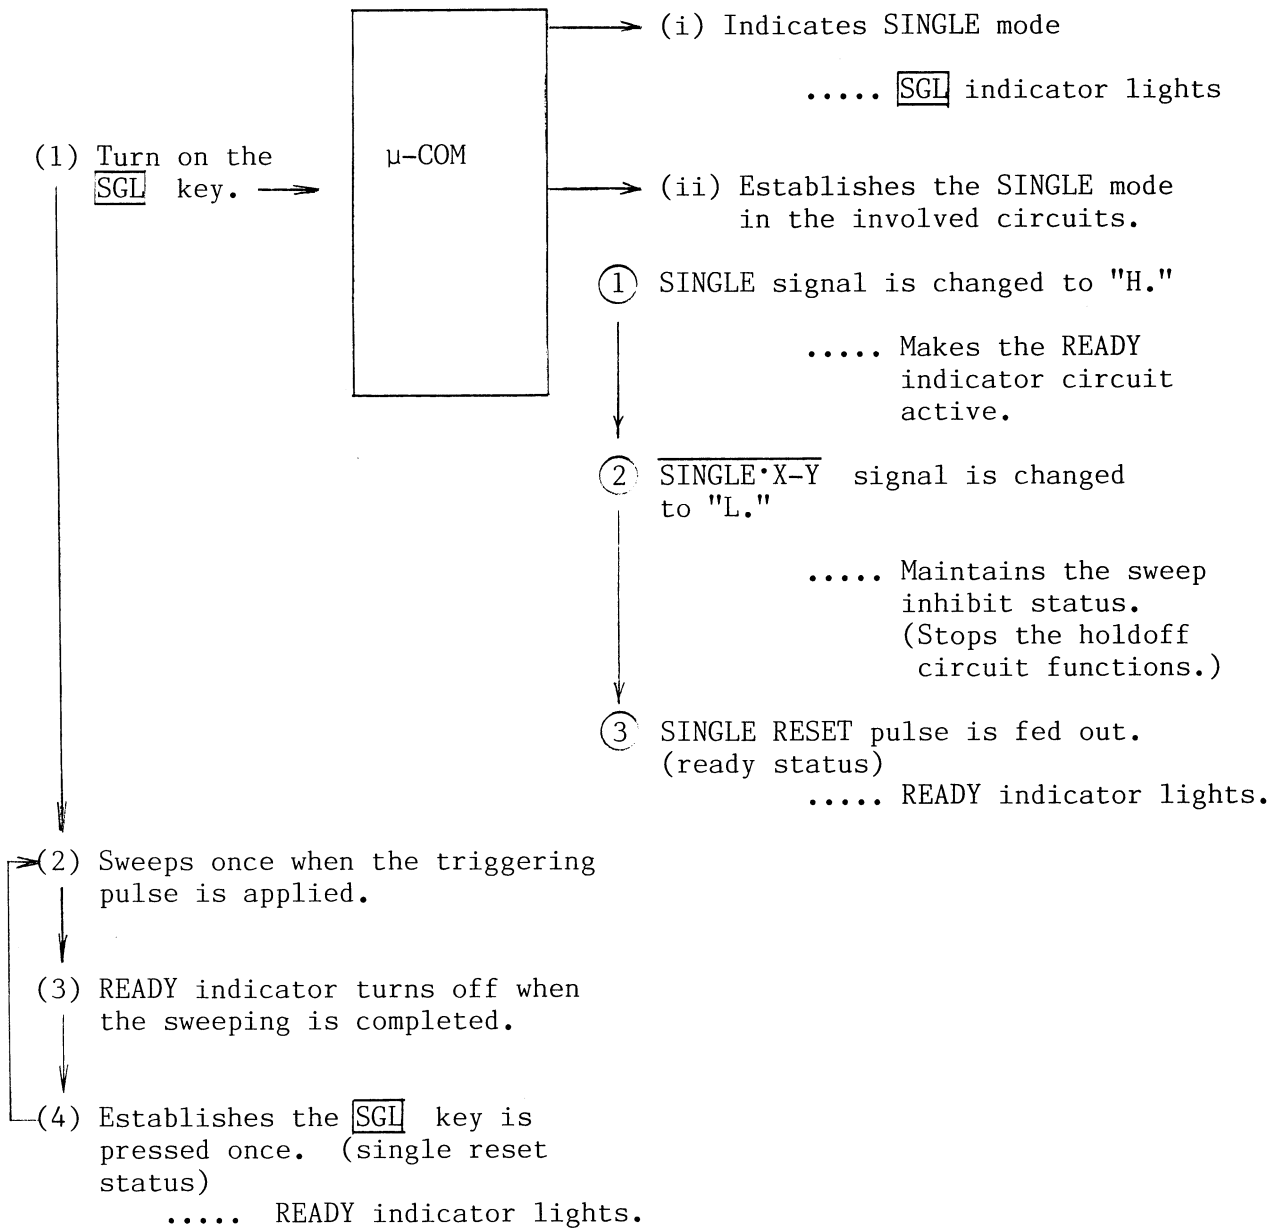 (i) Indicates SINGLE mode
..... SGL indicator lights
(1) Turn on the
SGL key.
μ-COM
(ii) Establishes the SINGLE mode
in the involved circuits.
1 SINGLE signal is changed to "H."
..... Makes the READY
indicator circuit
active.
2 SINGLE·X-Y signal is changed
to "L."
..... Maintains the sweep
inhibit status.
(Stops the holdoff
circuit functions.)
3 SINGLE RESET pulse is fed out.
(ready status)
..... READY indicator lights.
(2) Sweeps once when the triggering
pulse is applied.
(3) READY indicator turns off when
the sweeping is completed.
(4) Establishes the SGL key is
pressed once. (single reset
status)
..... READY indicator lights.